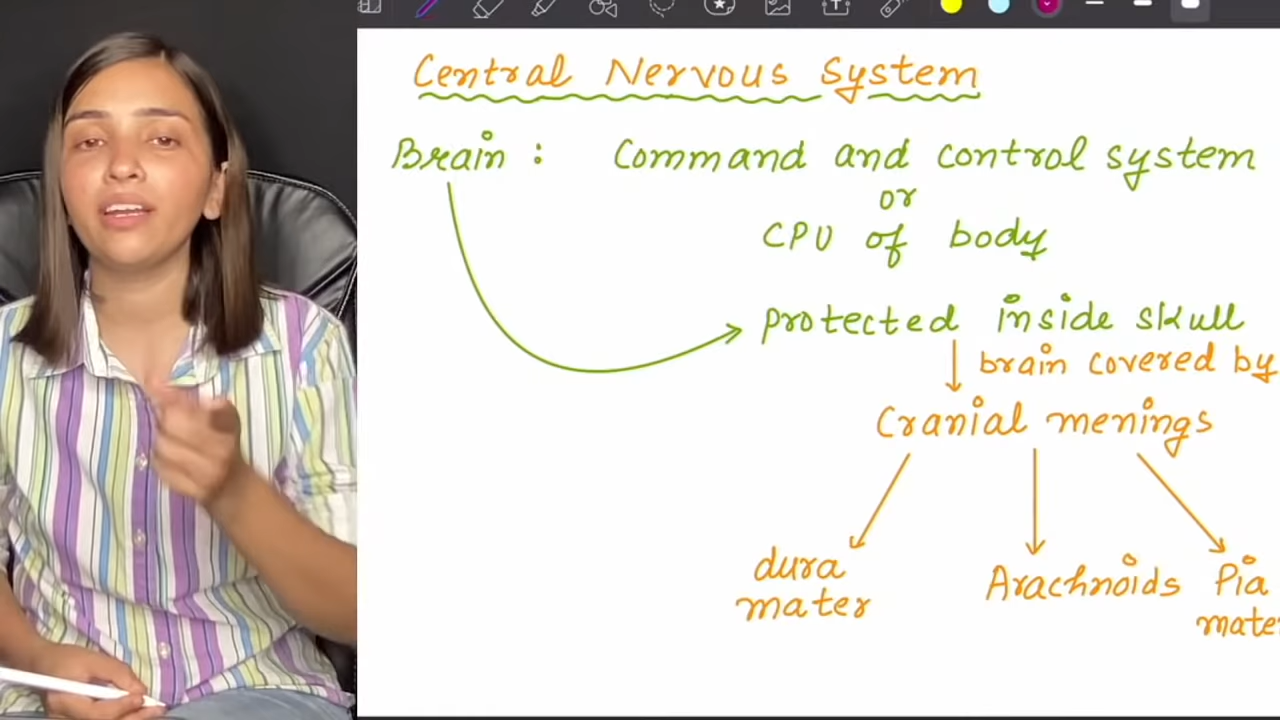 Central Nervous System
Brain : Command and control system
or
CPU of body
protected inside skull
brain covered by
Cranial menings
dura
mater
Arachnoids
Pia
mater